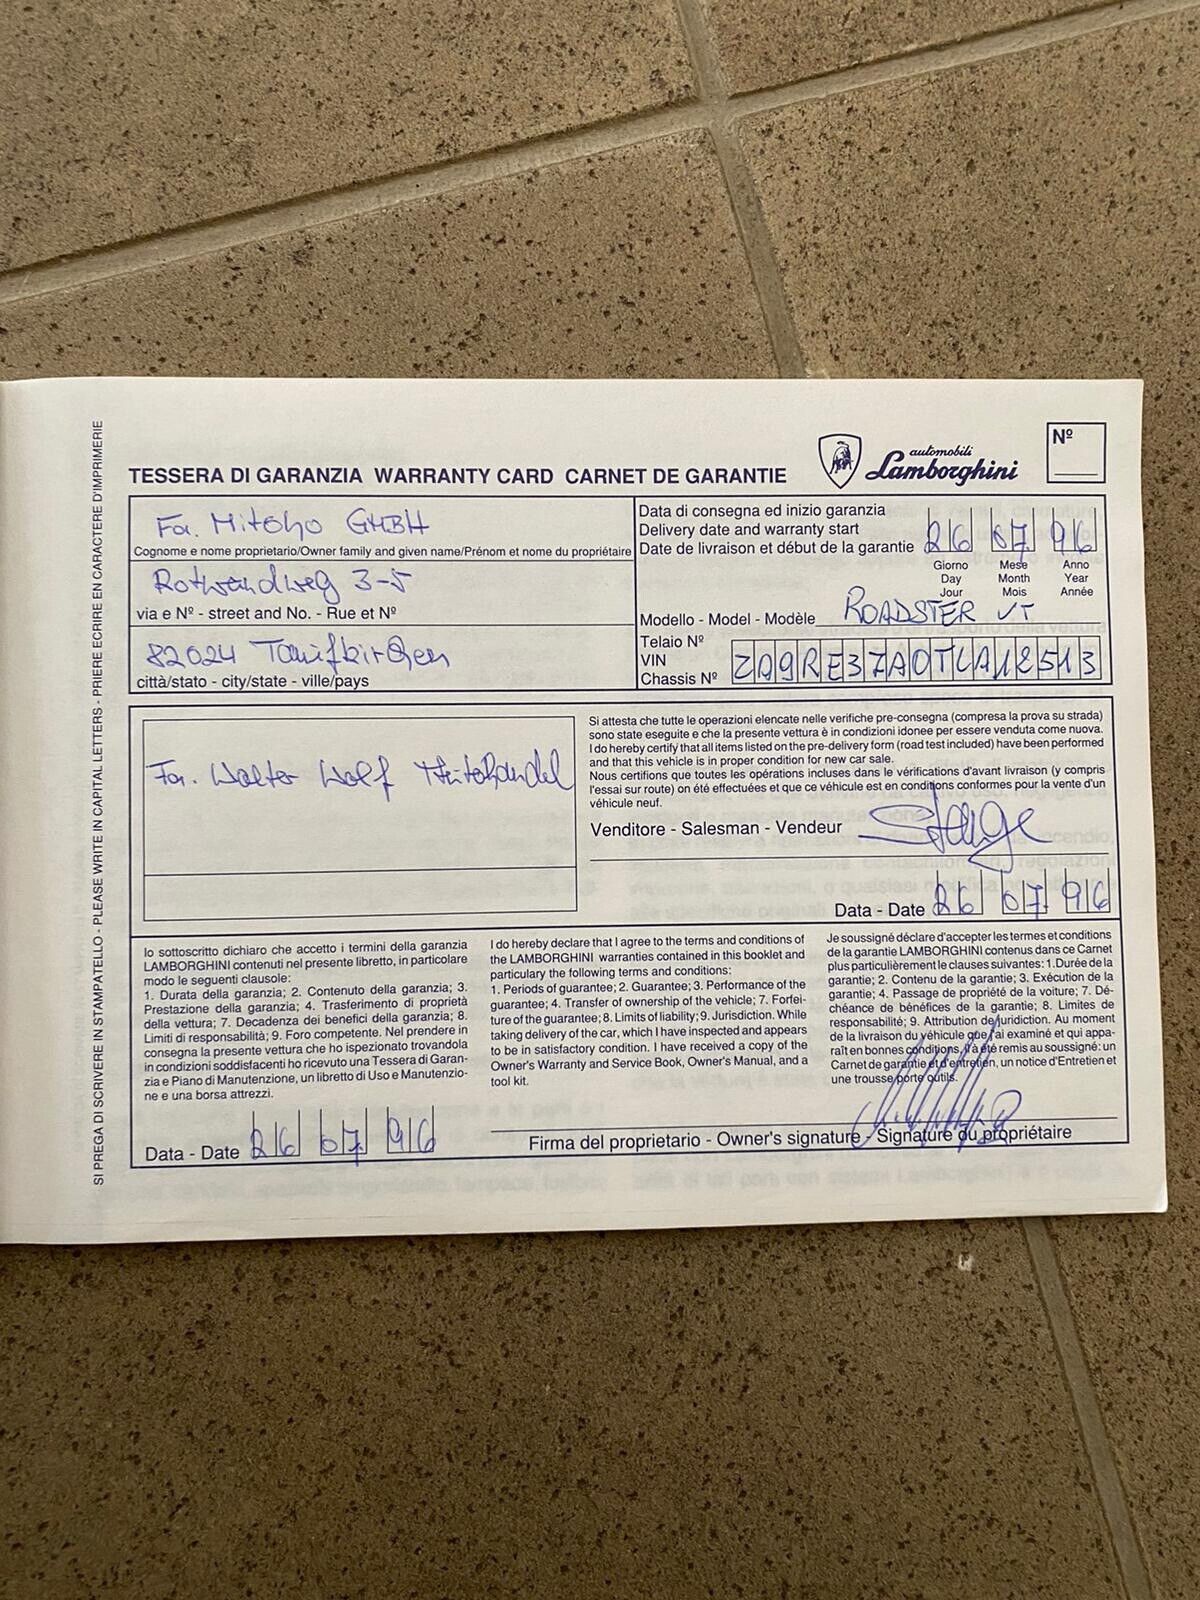 SI PREGA DI SCRIVERE IN STAMPATELLO - PLEASE WRITE IN CAPITAL LETTERS - PRIERE ECRIRE EN CARACTERE D'IMPRIMERIE
TESSERA DI GARANZIA WARRANTY CARD CARNET DE GARANTIE
automobili
Lamborghini
Nº
Fa. Mitoho GMBH
Cognome e nome proprietario/Owner family and given name/Prénom et nome du propriétaire
Rotwandweg 3-5
via e Nº - street and No. - Rue et Nº
82024 Taufkirchen
città/stato - city/state - ville/pays
Data di consegna ed inizio garanzia
Delivery date and warranty start
Date de livraison et début de la garantie 26 07 96
Giorno Mese Anno
Day Month Year
Jour Mois Année
Modello - Model - Modèle ROADSTER VT
Telaio Nº
VIN
Chassis Nº ZA9RE37A0TLA12513
Fa. Walter Wolf
Si attesta che tutte le operazioni elencate nelle verifiche pre-consegna (compresa la prova su strada)
sono state eseguite e che la presente vettura è in condizioni idonee per essere venduta come nuova.
I do hereby certify that all items listed on the pre-delivery form (road test included) have been performed
and that this vehicle is in proper condition for new car sale.
Nous certifions que toutes les opérations incluses dans le vérifications d'avant livraison (y compris
l'essai sur route) on été effectuées et que ce véhicule est en conditions conformes pour la vente d'un
véhicule neuf.
Venditore - Salesman - Vendeur
Data - Date 26 07 96
Io sottoscritto dichiaro che accetto i termini della garanzia
LAMBORGHINI contenuti nel presente libretto, in particolare
modo le seguenti clausole:
1. Durata della garanzia; 2. Contenuto della garanzia; 3.
Prestazione della garanzia; 4. Trasferimento di proprietà
della vettura; 7. Decadenza dei benefici della garanzia; 8.
Limiti di responsabilità; 9. Foro competente. Nel prendere in
consegna la presente vettura che ho ispezionato trovandola
in condizioni soddisfacenti ho ricevuto una Tessera di Garan-
zia e Piano di Manutenzione, un libretto di Uso e Manutenzio-
ne e una borsa attrezzi.
Data - Date 26 07 96
I do hereby declare that I agree to the terms and conditions of
the LAMBORGHINI warranties contained in this booklet and
particulary the following terms and conditions:
1. Periods of guarantee; 2. Guarantee; 3. Performance of the
guarantee; 4. Transfer of ownership of the vehicle; 7. Forfei-
ture of the guarantee; 8. Limits of liability; 9. Jurisdiction. While
taking delivery of the car, which I have inspected and appears
to be in satisfactory condition. I have received a copy of the
Owner's Warranty and Service Book, Owner's Manual, and a
tool kit.
Je soussigné déclare d'accepter les termes et conditions
de la garantie LAMBORGHINI contenus dans ce Carnet
plus particulièrement le clauses suivantes: 1.Durée de la
garantie; 2. Contenu de la garantie; 3. Exécution de la
garantie; 4. Passage de propriété de la voiture; 7. Dé-
chéance de bénéfices de la garantie; 8. Limites de
responsabilité; 9. Attribution de juridiction. Au moment
de la livraison du véhicule que j'ai examiné et qui appa-
raît en bonnes conditions, il a été remis au soussigné: un
Carnet de garantie et d'entretien, un notice d'Entretien et
une trousse porte outils.
Firma del proprietario - Owner's signature - Signature du propriétaire